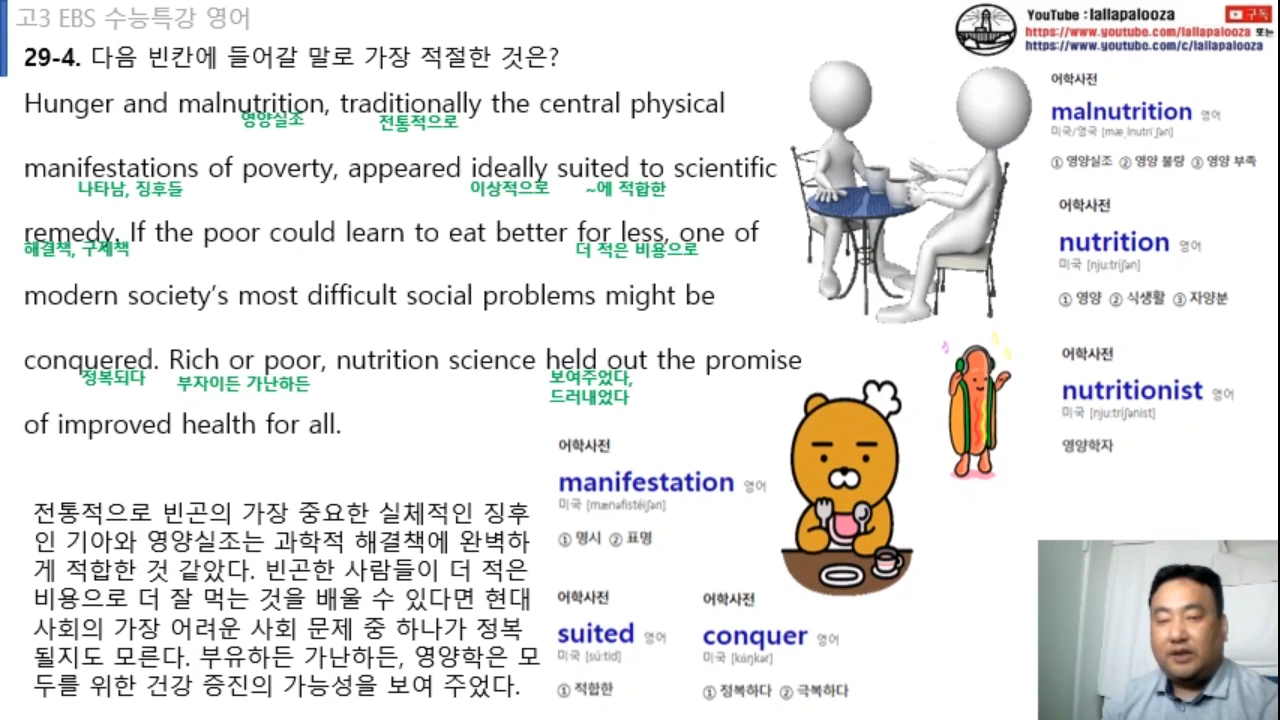 고3 EBS 수능특강 영어
YouTube : lallapalooza
구독
https://www.youtube.com/lallapalooza 또는
https://www.youtube.com/c/lallapalooza
29-4. 다음 빈칸에 들어갈 말로 가장 적절한 것은?
Hunger and malnutrition, traditionally the central physical
영양실조 전통적으로
manifestations of poverty, appeared ideally suited to scientific
나타남, 징후들 이상적으로 ~에 적합한
remedy. If the poor could learn to eat better for less, one of
해결책, 구제책 더 적은 비용으로
modern society's most difficult social problems might be
conquered. Rich or poor, nutrition science held out the promise
정복되다 부자이든 가난하든 보여주었다,
드러내었다
of improved health for all.
전통적으로 빈곤의 가장 중요한 실체적인 징후
인 기아와 영양실조는 과학적 해결책에 완벽하
게 적합한 것 같았다. 빈곤한 사람들이 더 적은
비용으로 더 잘 먹는 것을 배울 수 있다면 현대
사회의 가장 어려운 사회 문제 중 하나가 정복
될지도 모른다. 부유하든 가난하든, 영양학은 모
두를 위한 건강 증진의 가능성을 보여 주었다.
어학사전
malnutrition 영어
미국/영국 [mæ̱lnutri′ʃən]
① 영양실조 ② 영양 불량 ③ 영양 부족
어학사전
nutrition 영어
미국 [nju:tríʃən]
① 영양 ② 식생활 ③ 자양분
어학사전
nutritionist 영어
미국 [nju:tríʃənist]
영양학자
어학사전
manifestation 영어
미국 [mænəfistéiʃən]
① 명시 ② 표명
어학사전
suited 영어
미국 [sú:tid]
① 적합한
어학사전
conquer 영어
미국 [káŋkər]
① 정복하다 ② 극복하다